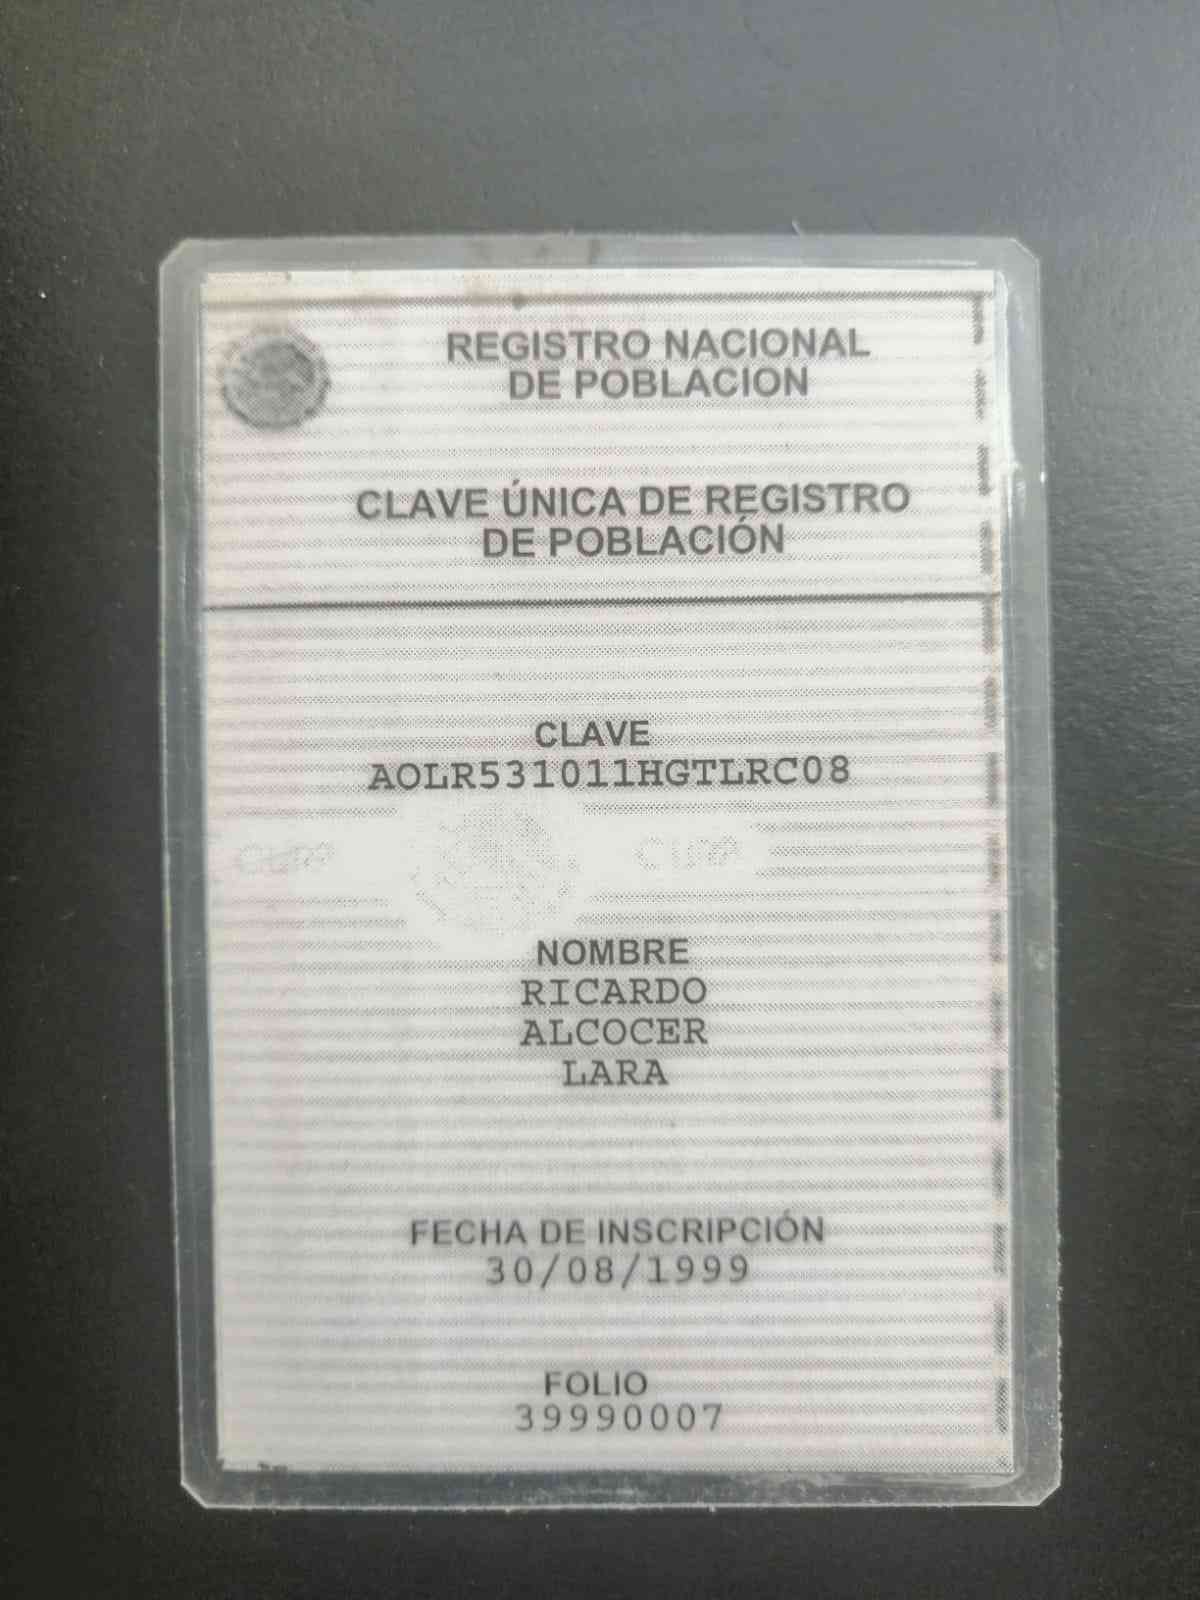 REGISTRO NACIONAL
DE POBLACION
CLAVE ÚNICA DE REGISTRO
DE POBLACIÓN
CLAVE
AOLR531011HGTLRC08
NOMBRE
RICARDO
ALCOCER
LARA
FECHA DE INSCRIPCIÓN
30/08/1999
FOLIO
39990007